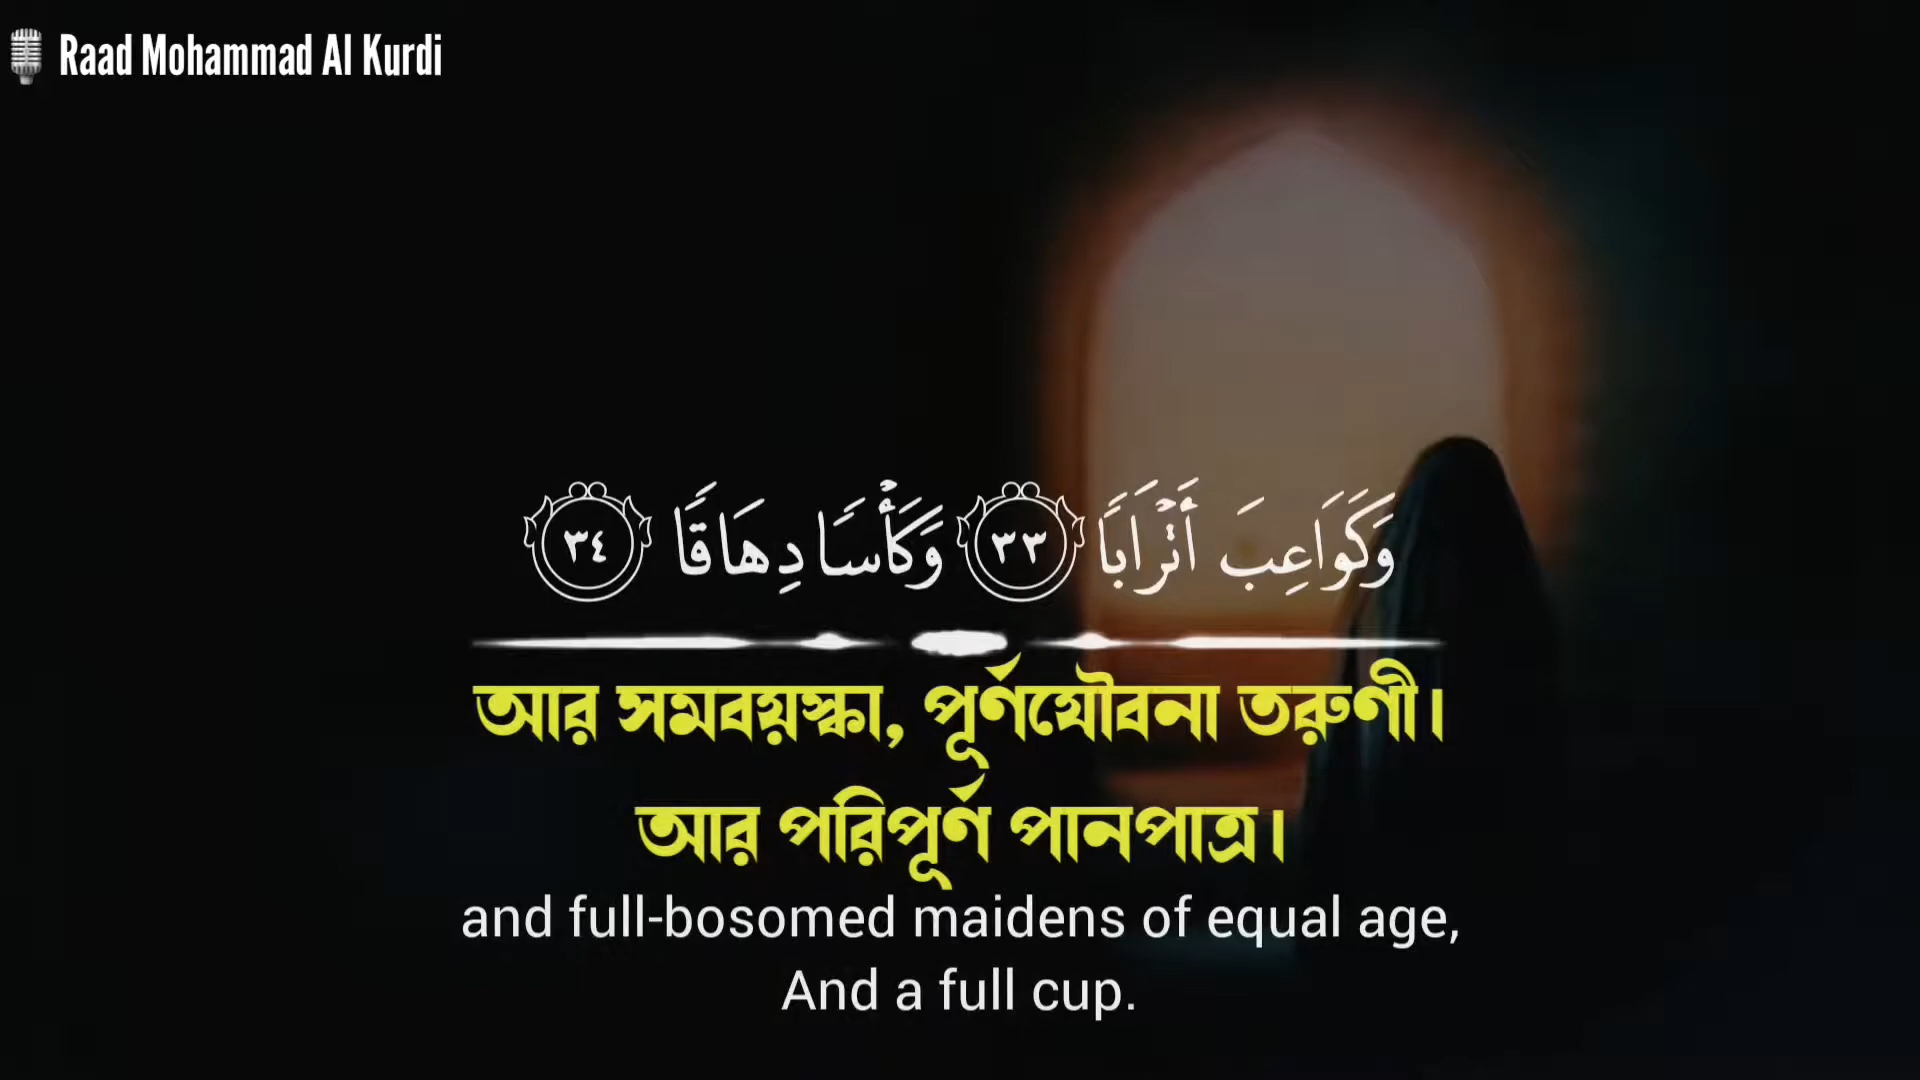 Raad Mohammad Al Kurdi
وَكَوَاعِبَ أَتْرَابًا ٣٣ وَكَأْسًا دِهَاقًا ٣٤
আর সমবয়স্কা, পূর্ণযৌবনা তরুণী।
আর পরিপূর্ণ পানপাত্র।
and full-bosomed maidens of equal age,
And a full cup.